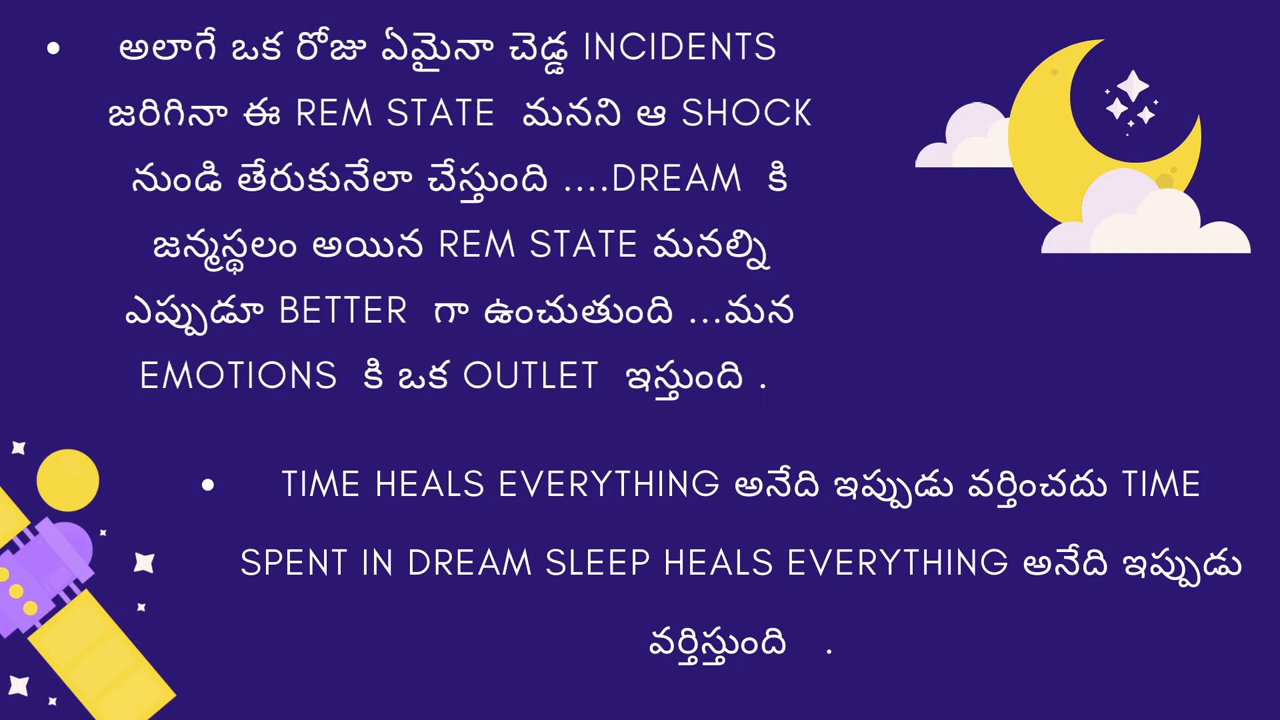 • అలాగే ఒక రోజు ఏమైనా చెడ్డ INCIDENTS
జరిగినా ఈ REM STATE మనని ఆ SHOCK
నుండి తేరుకునేలా చేస్తుంది ....DREAM కి
జన్మస్థలం అయిన REM STATE మనల్ని
ఎప్పుడూ BETTER గా ఉంచుతుంది ...మన
EMOTIONS కి ఒక OUTLET ఇస్తుంది .
• TIME HEALS EVERYTHING అనేది ఇప్పుడు వర్తించదు TIME
SPENT IN DREAM SLEEP HEALS EVERYTHING అనేది ఇప్పుడు
వర్తిస్తుంది .